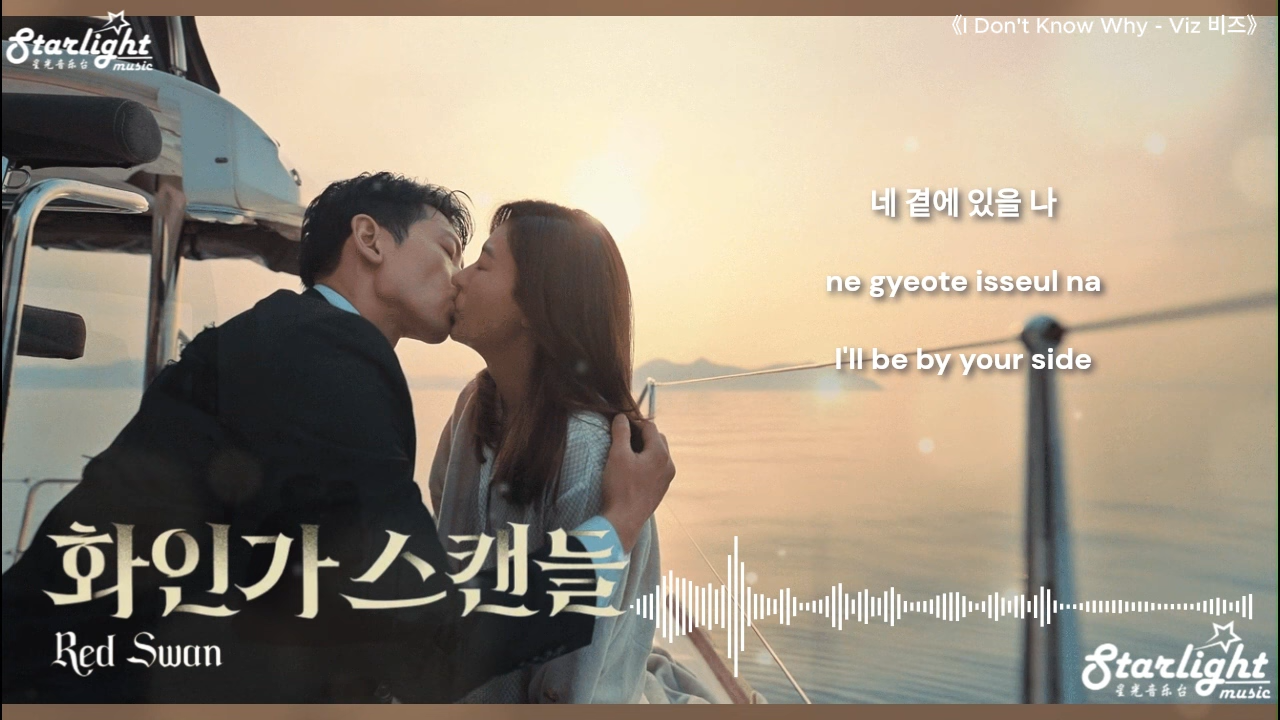 《I Don't Know Why - Viz 비즈》
Starlight
星光音乐台
music
네 곁에 있을 나
ne gyeote isseul na
I'll be by your side
화인가 스캔들
Red Swan
Starlight
星光音乐台
music